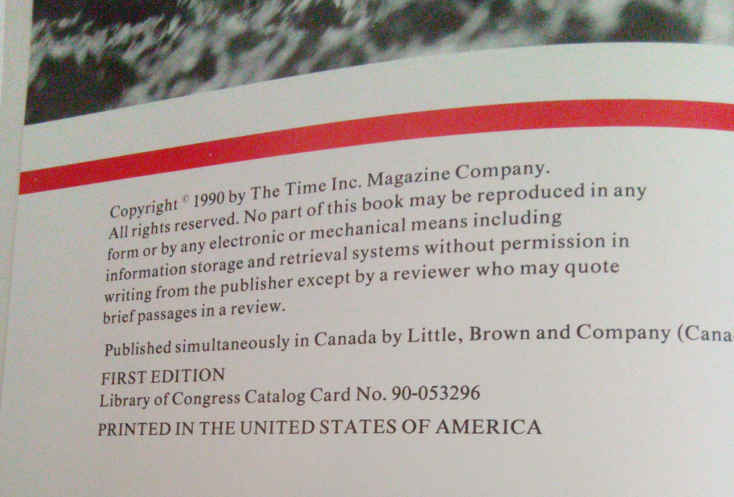 Copyright © 1990 by The Time Inc. Magazine Company.
All rights reserved. No part of this book may be reproduced in any
form or by any electronic or mechanical means including
information storage and retrieval systems without permission in
writing from the publisher except by a reviewer who may quote
brief passages in a review.
Published simultaneously in Canada by Little, Brown and Company (Cana
FIRST EDITION
Library of Congress Catalog Card No. 90-053296
PRINTED IN THE UNITED STATES OF AMERICA